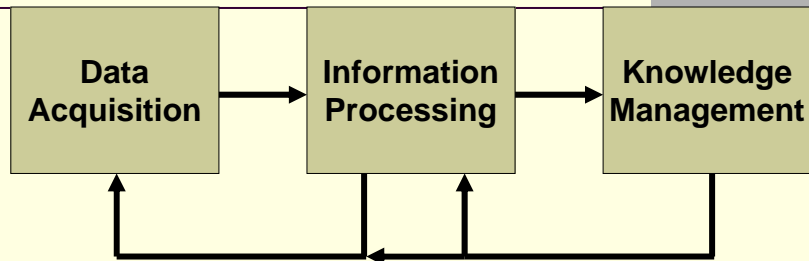 Data
Acquisition
Information
Processing
Knowledge
Management